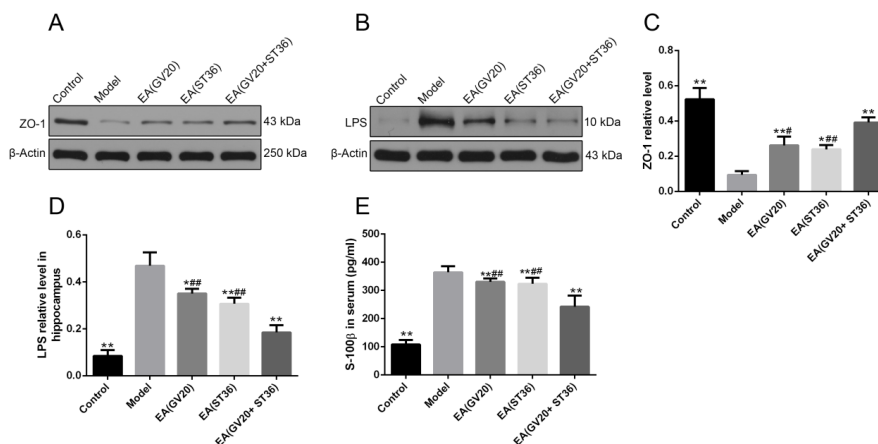 A
Control
Model
EA(GV20)
EA(ST36)
EA(GV20+ST36)
ZO-1
43 kDa
β-Actin
250 kDa
B
Control
Model
EA(GV20)
EA(ST36)
EA(GV20+ST36)
LPS
10 kDa
β-Actin
43 kDa
C
ZO-1 relative level
0.8
0.6
0.4
0.2
0.0
**
**#
*##
**
Control
Model
EA(GV20)
EA(ST36)
EA(GV20+ ST36)
D
LPS relative level in
hippocampus
0.6
0.4
0.2
0.0
**
*##
**##
**
Control
Model
EA(GV20)
EA(ST36)
EA(GV20+ ST36)
E
S-100β in serum (pg/ml)
500
400
300
200
100
0
**
**##
**##
**
Control
Model
EA(GV20)
EA(ST36)
EA(GV20+ ST36)